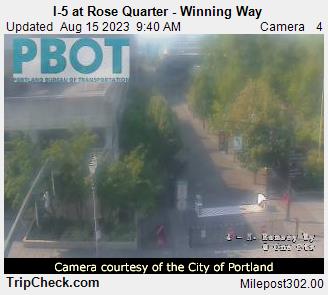 I-5 at Rose Quarter - Winning Way
Updated Aug 15 2023 9:40 AM Camera 4
PBOT
PORTLAND BUREAU OF TRANSPORTATION
Camera courtesy of the City of Portland
TripCheck.com Milepost302.00